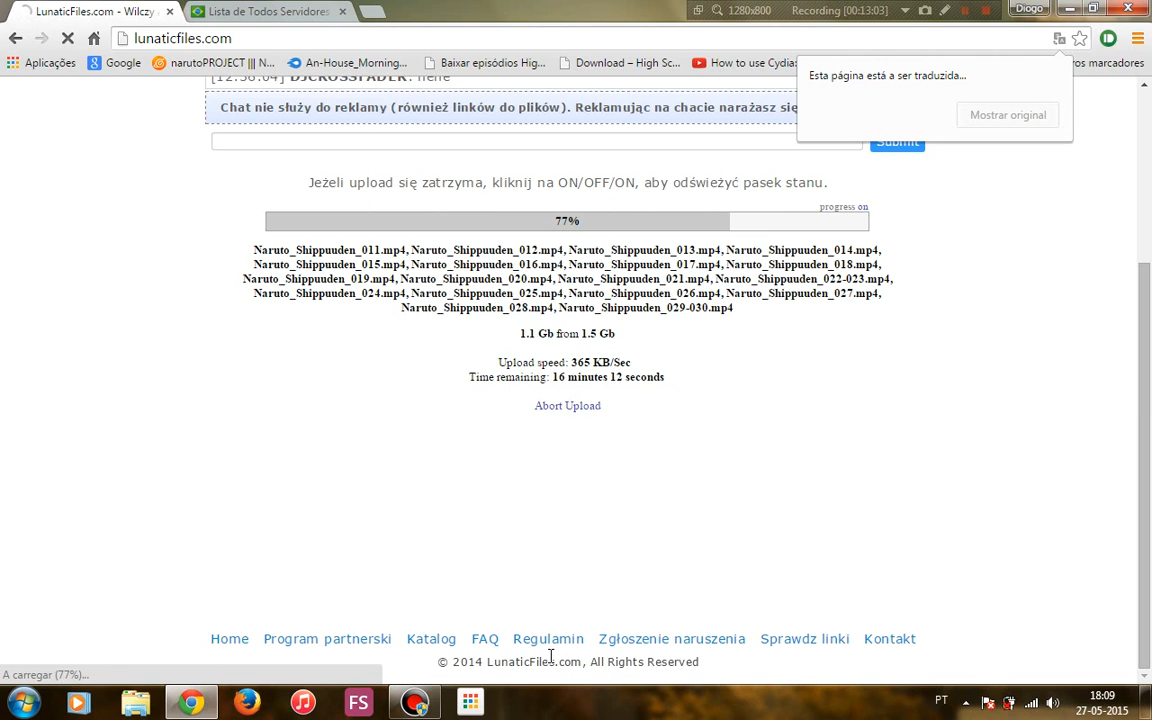 LunaticFiles.com - Wilczy
Lista de Todos Servidores
1280x800
Recording [00:13:03]
Diogo
lunaticfiles.com
Aplicações
Google
narutoPROJECT ||| N...
An-House_Morning...
Baixar episódios Hig...
Download – High Sc...
How to use Cydia
ros marcadores
Esta página está a ser traduzida...
Mostrar original
[12:58:04] DJCROSSFADER: hehe
Chat nie służy do reklamy (również linków do plików). Reklamując na chacie narażasz się
Submit
Jeżeli upload się zatrzyma, kliknij na ON/OFF/ON, aby odświeżyć pasek stanu.
progress on
77%
Naruto_Shippuuden_011.mp4, Naruto_Shippuuden_012.mp4, Naruto_Shippuuden_013.mp4, Naruto_Shippuuden_014.mp4,
Naruto_Shippuuden_015.mp4, Naruto_Shippuuden_016.mp4, Naruto_Shippuuden_017.mp4, Naruto_Shippuuden_018.mp4,
Naruto_Shippuuden_019.mp4, Naruto_Shippuuden_020.mp4, Naruto_Shippuuden_021.mp4, Naruto_Shippuuden_022-023.mp4,
Naruto_Shippuuden_024.mp4, Naruto_Shippuuden_025.mp4, Naruto_Shippuuden_026.mp4, Naruto_Shippuuden_027.mp4,
Naruto_Shippuuden_028.mp4, Naruto_Shippuuden_029-030.mp4
1.1 Gb from 1.5 Gb
Upload speed: 365 KB/Sec
Time remaining: 16 minutes 12 seconds
Abort Upload
Home Program partnerski Katalog FAQ Regulamin Zgłoszenie naruszenia Sprawdz linki Kontakt
© 2014 LunaticFiles.com, All Rights Reserved
A carregar (77%)...
FS
PT
18:09
27-05-2015